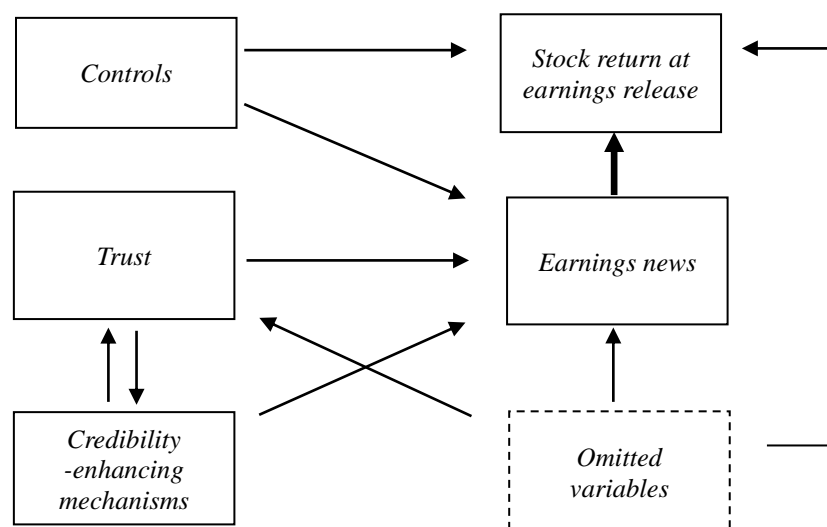 Controls
Stock return at
earnings release
Trust
Earnings news
Credibility
-enhancing
mechanisms
Omitted
variables